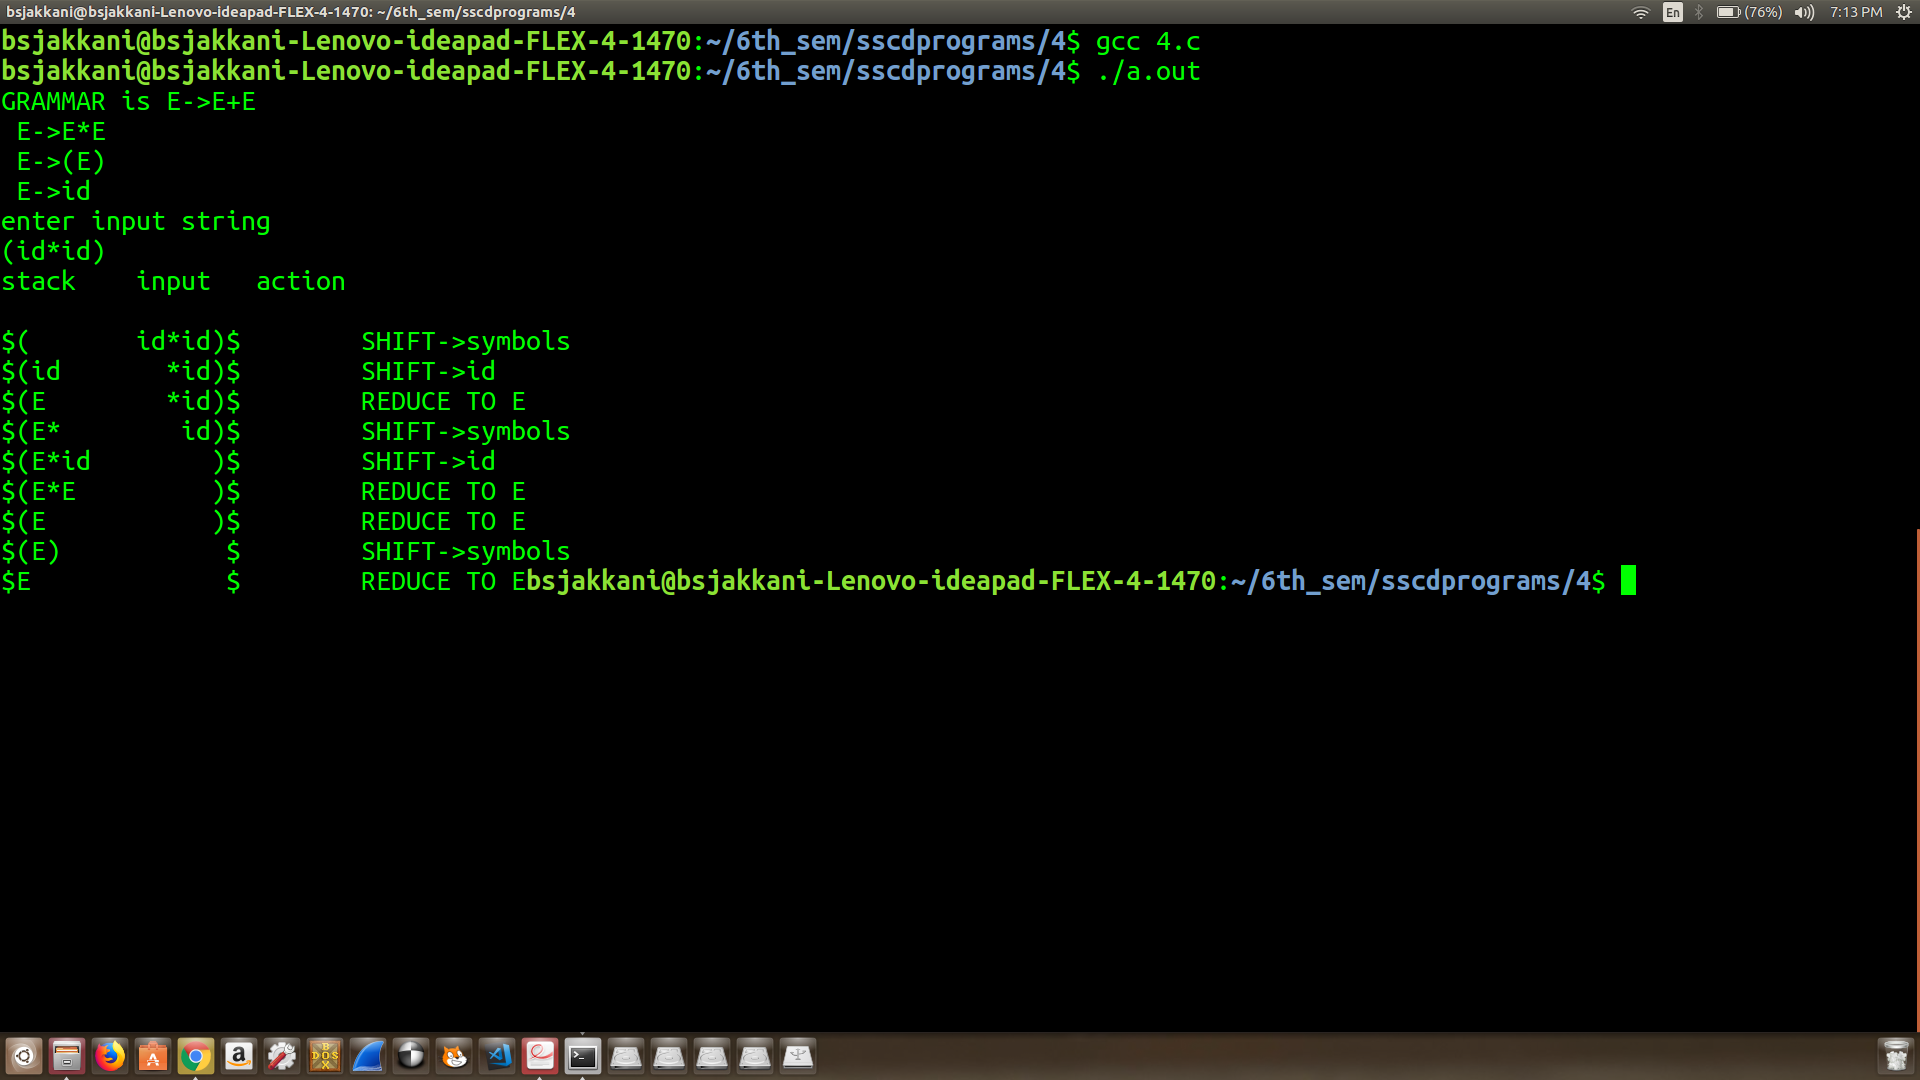 bsjakkani@bsjakkani-Lenovo-ideapad-FLEX-4-1470: ~/6th_sem/sscdprograms/4 En (76%) 7:13 PM
bsjakkani@bsjakkani-Lenovo-ideapad-FLEX-4-1470:~/6th_sem/sscdprograms/4$ gcc 4.c
bsjakkani@bsjakkani-Lenovo-ideapad-FLEX-4-1470:~/6th_sem/sscdprograms/4$ ./a.out
GRAMMAR is E->E+E
 E->E*E
 E->(E)
 E->id
enter input string
(id*id)
stack    input   action
$(       id*id)$        SHIFT->symbols
$(id       *id)$        SHIFT->id
$(E        *id)$        REDUCE TO E
$(E*        id)$        SHIFT->symbols
$(E*id        )$        SHIFT->id
$(E*E         )$        REDUCE TO E
$(E           )$        REDUCE TO E
$(E)           $        SHIFT->symbols
$E             $        REDUCE TO Ebsjakkani@bsjakkani-Lenovo-ideapad-FLEX-4-1470:~/6th_sem/sscdprograms/4$